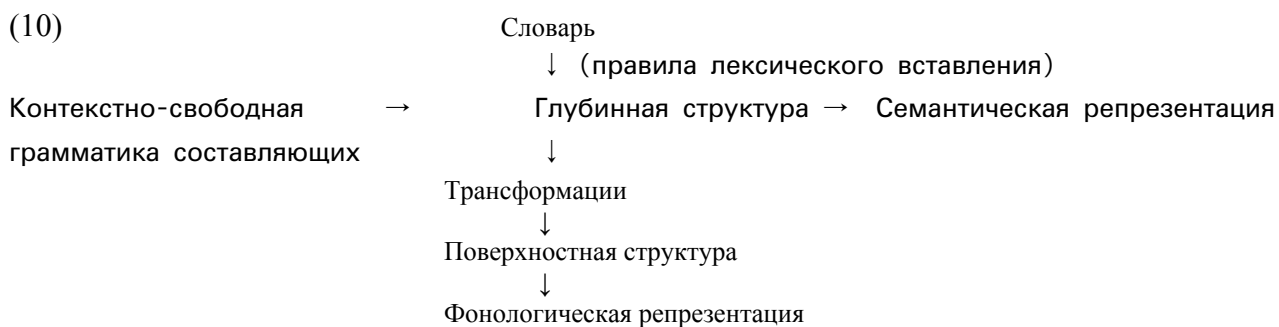 (10) Словарь
↓ (правила лексического вставления)
Контекстно-свободная → Глубинная структура → Семантическая репрезентация
грамматика составляющих ↓
Трансформации
↓
Поверхностная структура
↓
Фонологическая репрезентация